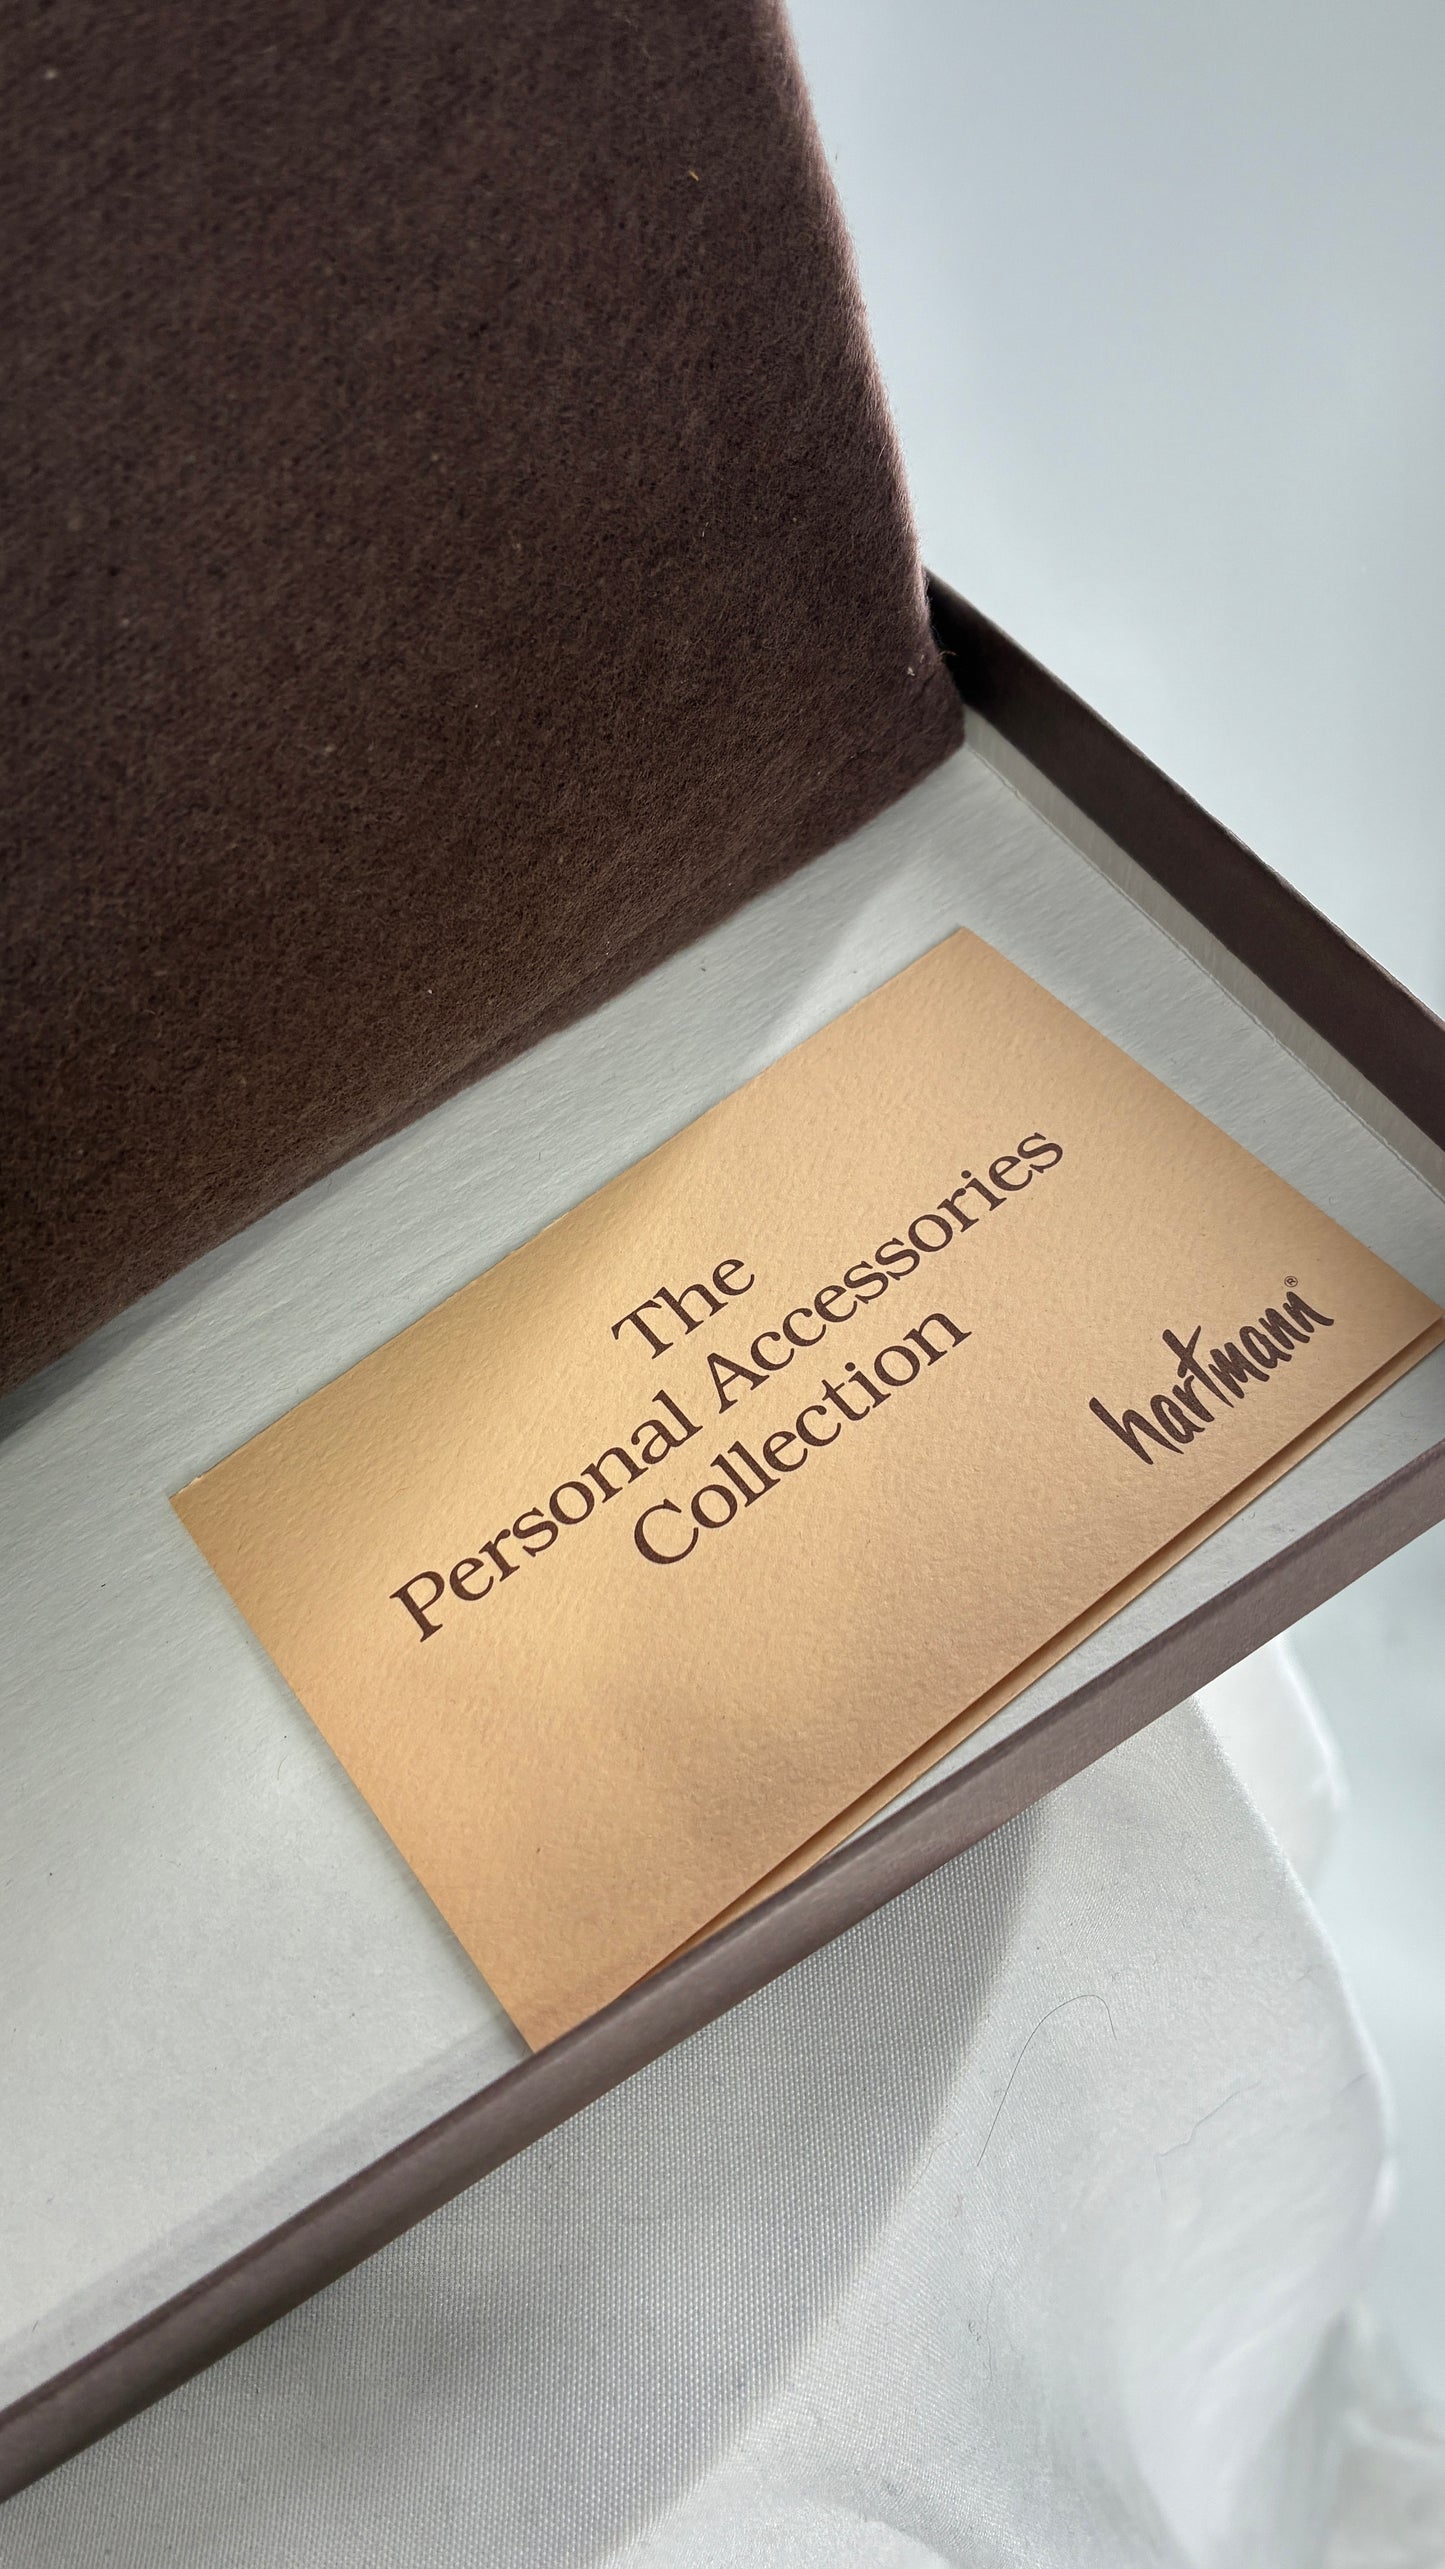 The
Personal Accessories
Collection
hartmann®